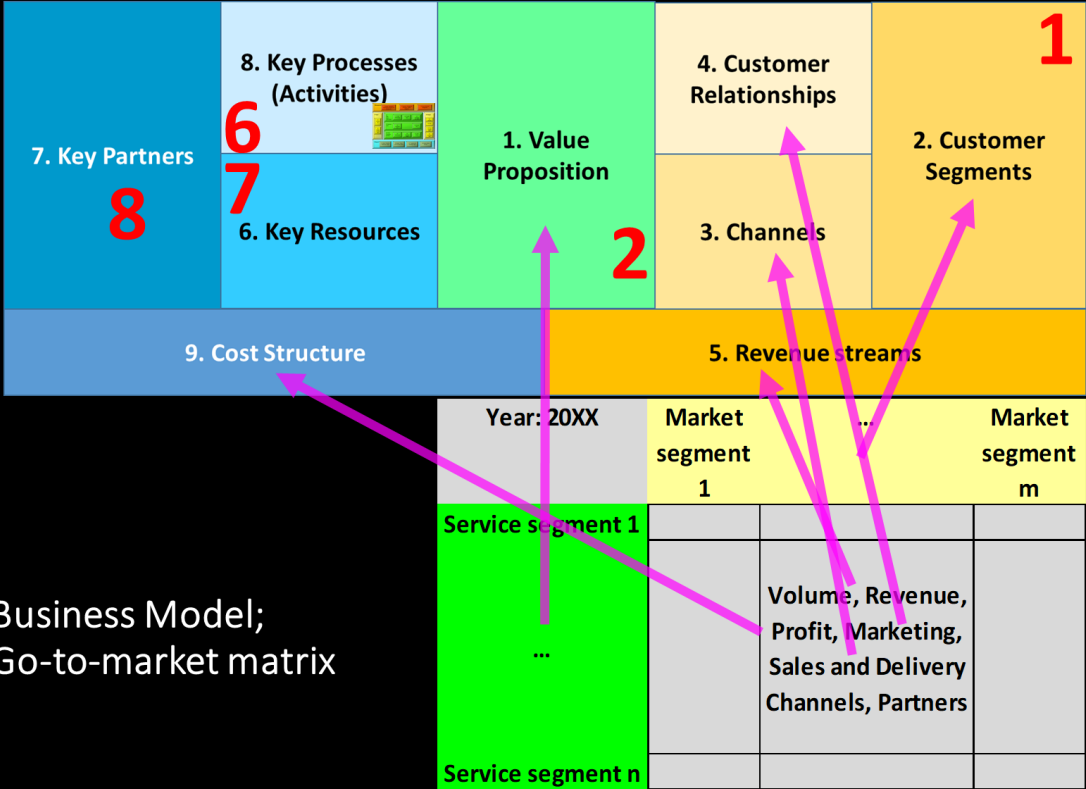 7. Key Partners
8
8. Key Processes
(Activities)
6
7
6. Key Resources
1. Value
Proposition
2
4. Customer
Relationships
3. Channels
1
2. Customer
Segments
9. Cost Structure
5. Revenue streams
Business Model;
Go-to-market matrix
Year: 20XX
Market
segment
1
...
Market
segment
m
Service segment 1
...
Service segment n
Volume, Revenue,
Profit, Marketing,
Sales and Delivery
Channels, Partners